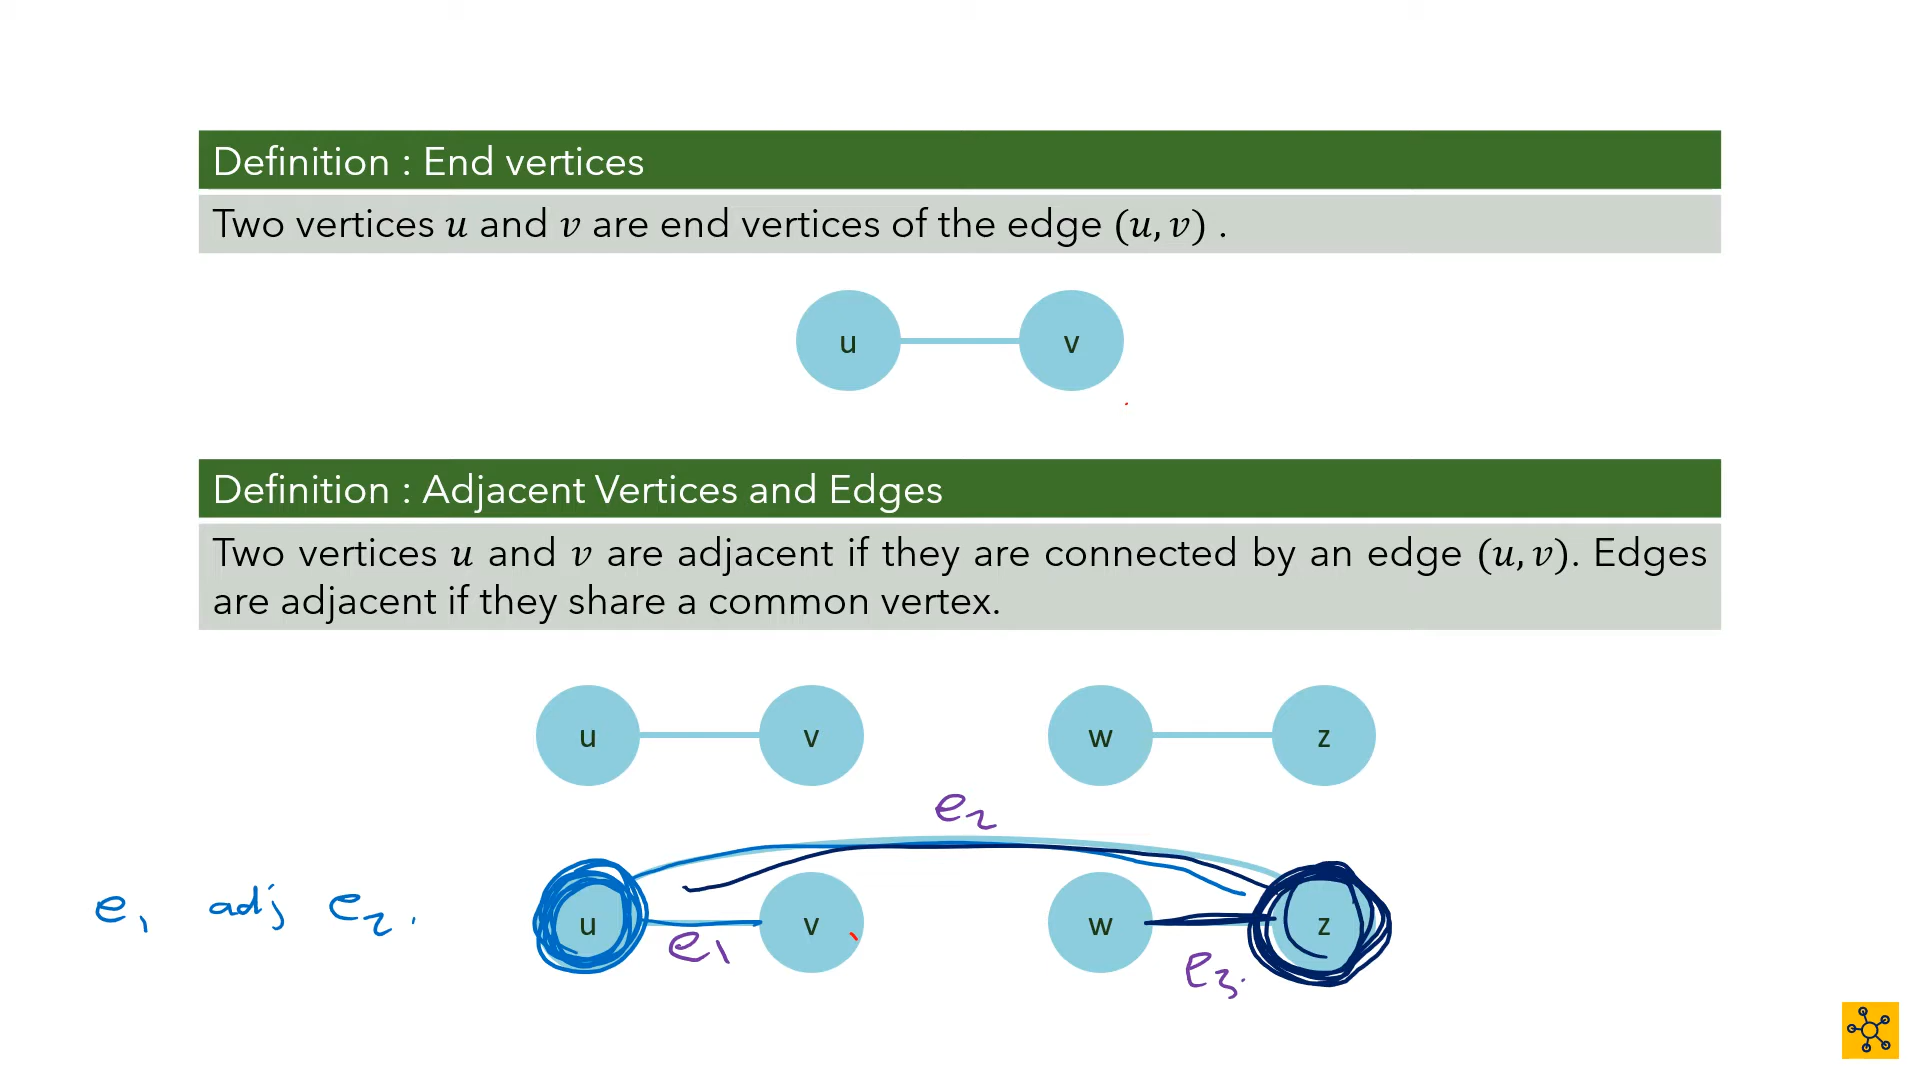 Definition : End vertices
Two vertices u and v are end vertices of the edge (u, v) .
u v
Definition : Adjacent Vertices and Edges
Two vertices u and v are adjacent if they are connected by an edge (u, v). Edges
are adjacent if they share a common vertex.
u v w z
e2
e1 adj e2.
u v w z
e1 e3.